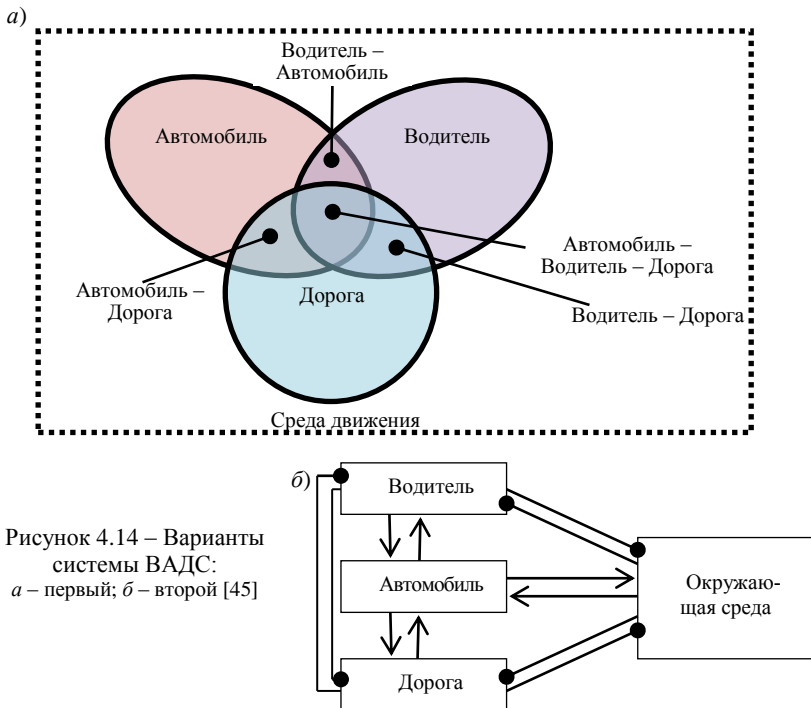 а)
Водитель –
Автомобиль
Автомобиль
Водитель
Автомобиль –
Водитель – Дорога
Автомобиль –
Дорога
Дорога
Водитель – Дорога
Среда движения
б)
Водитель
Рисунок 4.14 – Варианты
системы ВАДС:
а – первый; б – второй [45]
Автомобиль
Окружаю-
щая среда
Дорога